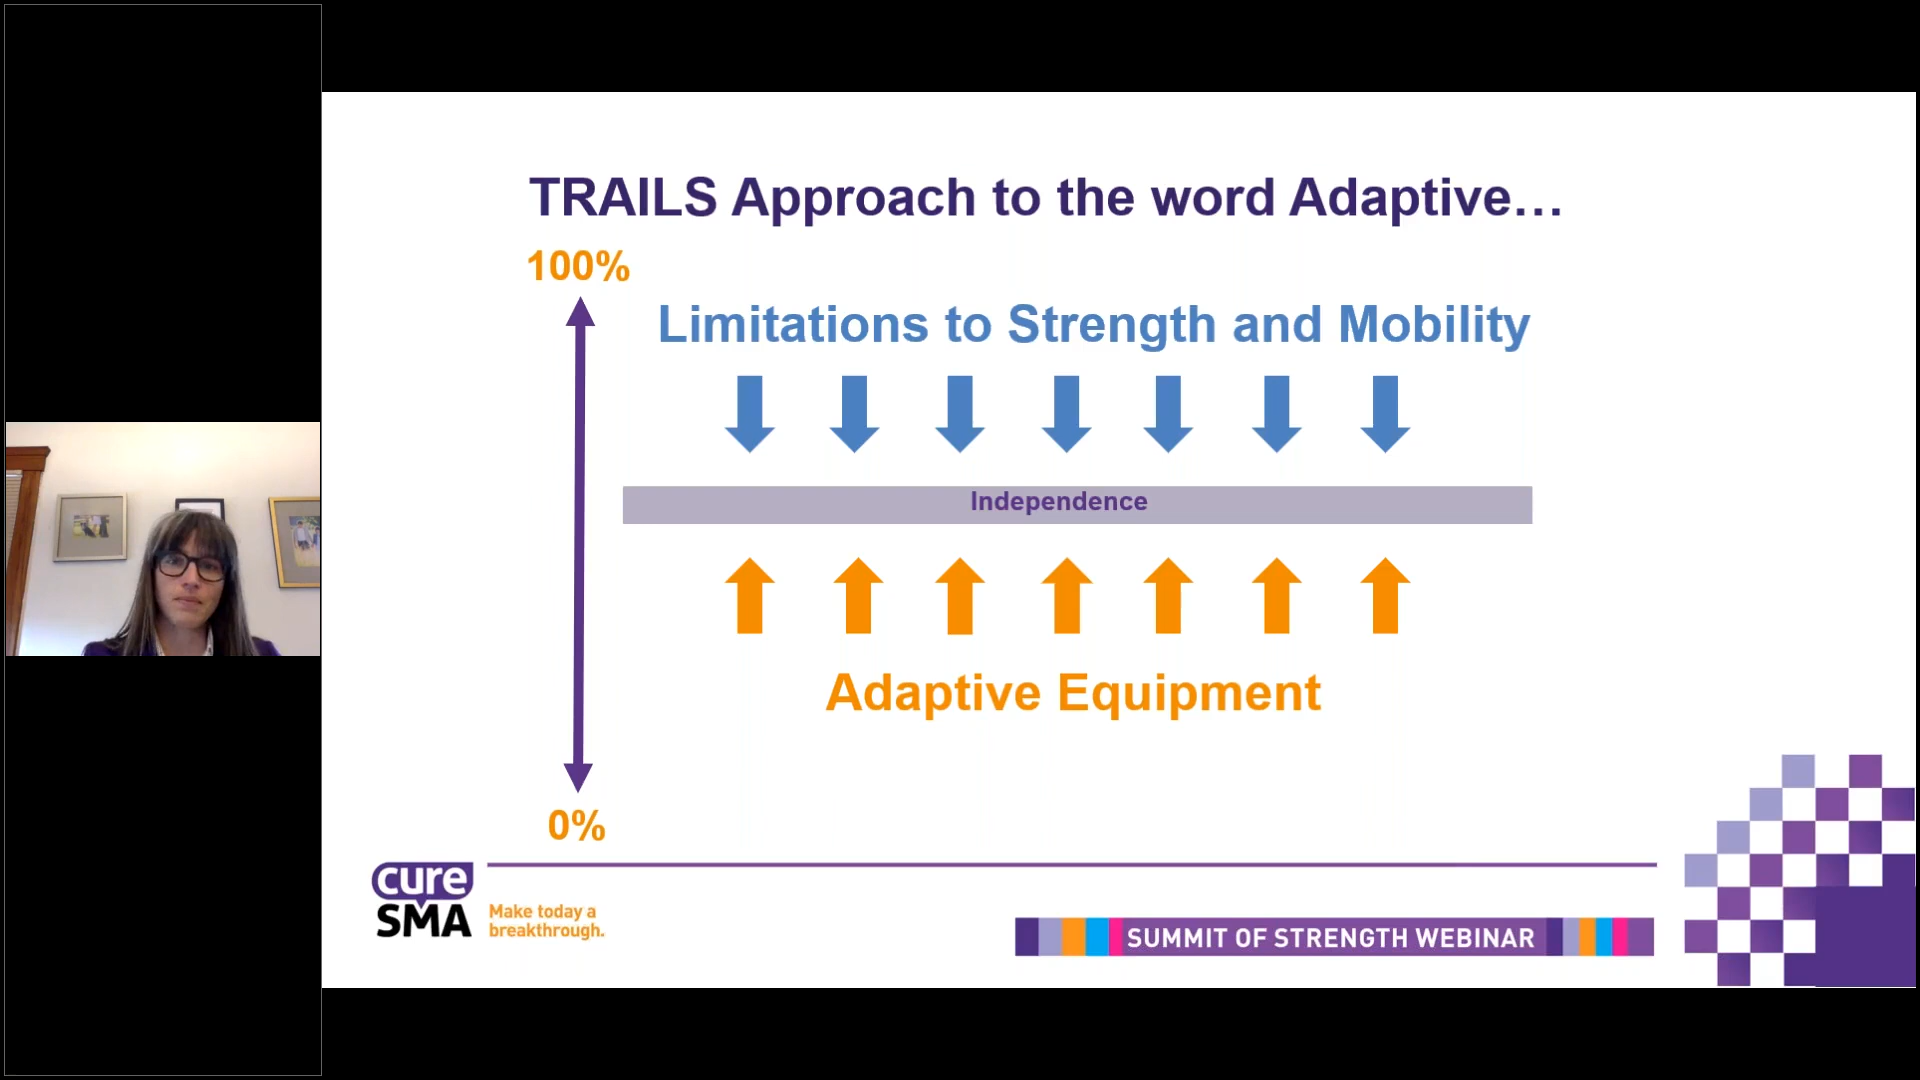 TRAILS Approach to the word Adaptive…
100%
Limitations to Strength and Mobility
Independence
Adaptive Equipment
0%
cure
SMA
Make today a
breakthrough.
SUMMIT OF STRENGTH WEBINAR